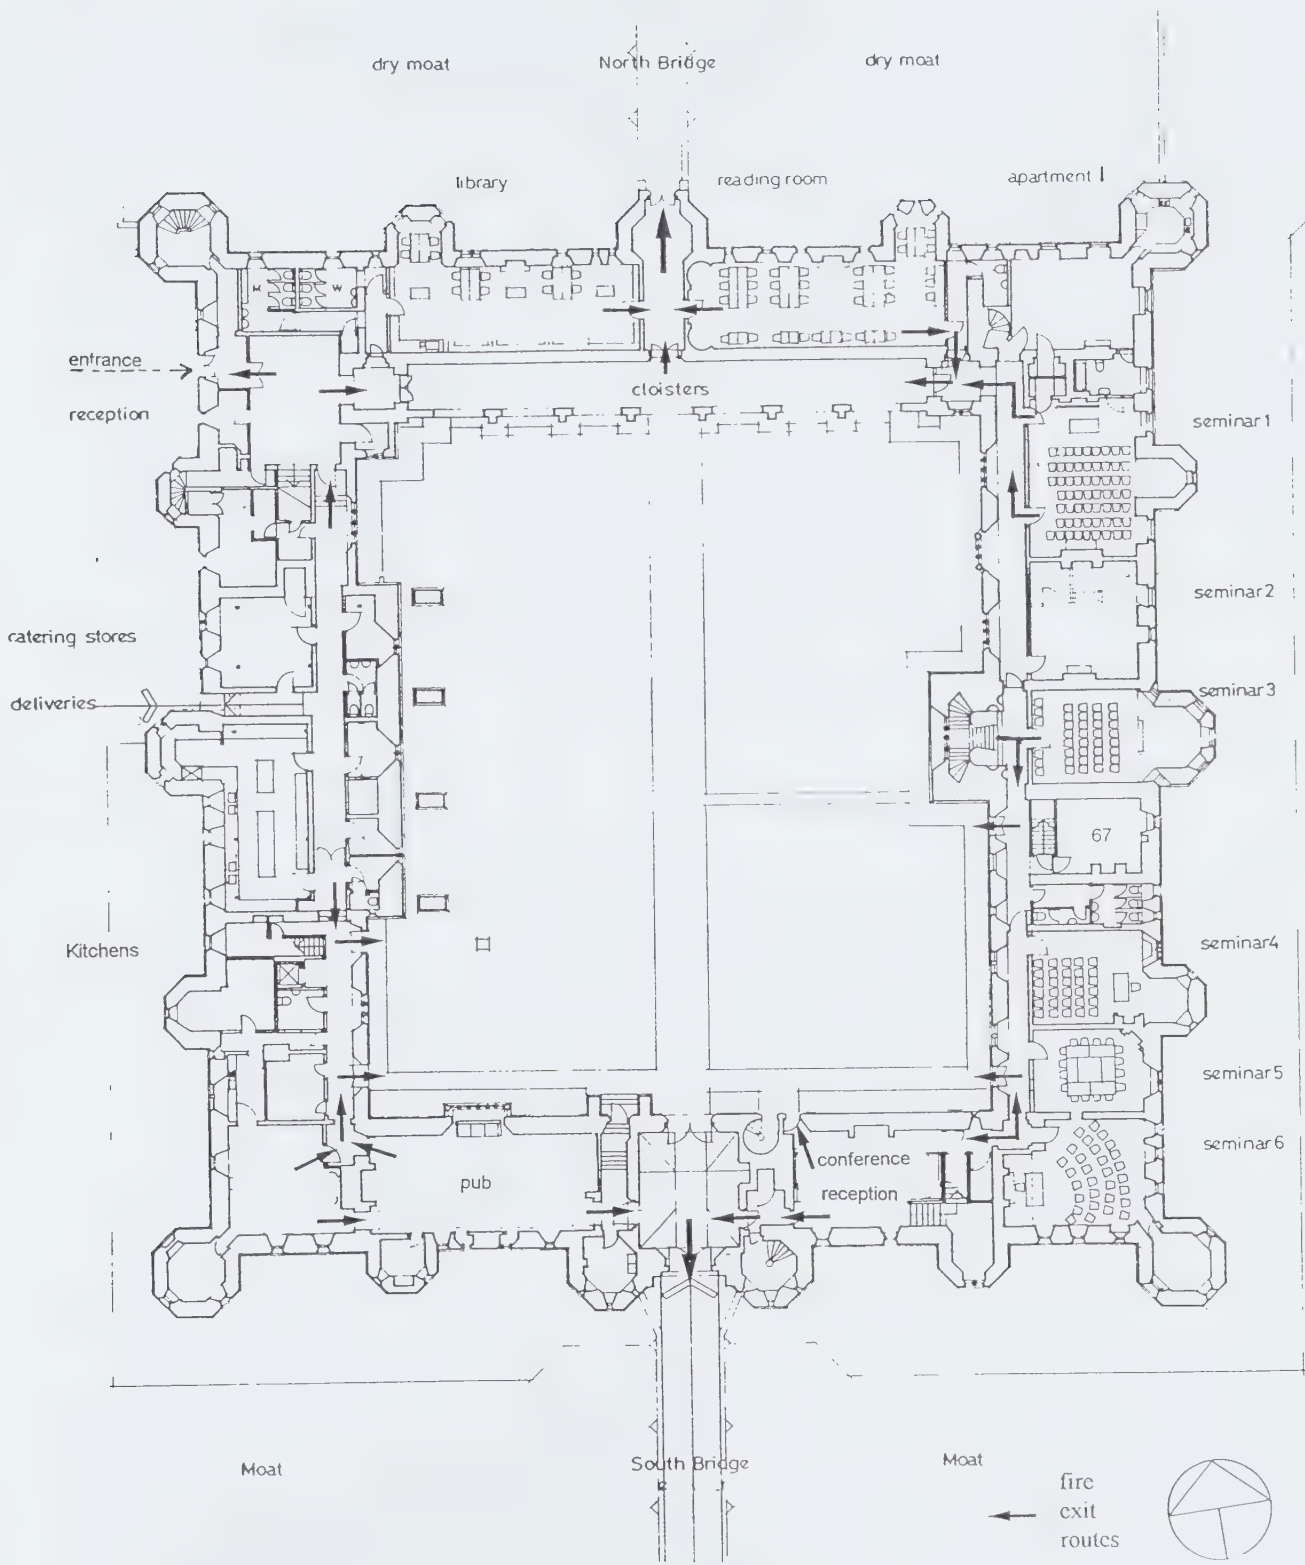 dry moat
North Bridge
dry moat
library
reading room
apartment 1
M
W
entrance
reception
cloisters
seminar 1
seminar 2
catering stores
deliveries
seminar 3
67
Kitchens
seminar 4
seminar 5
seminar 6
conference
reception
pub
Moat
South Bridge
Moat
fire
exit
routes